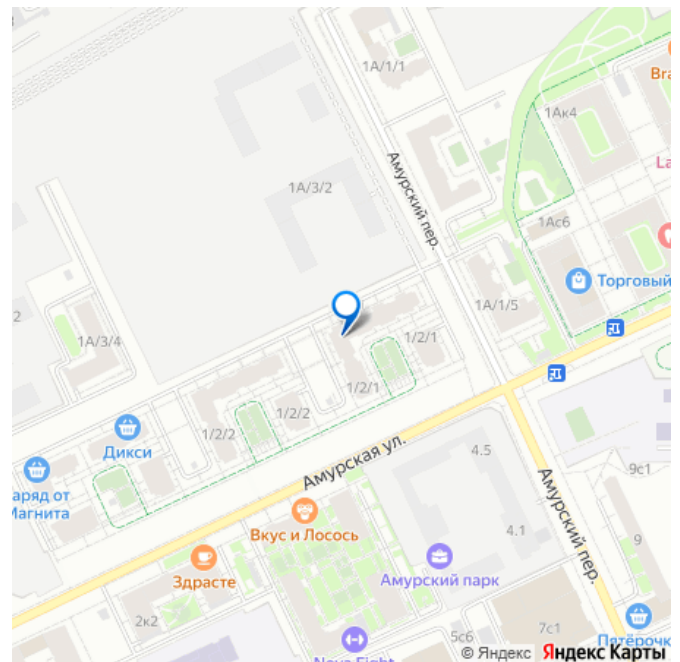 1А/1/1
Bra
1Ак4
La
Амурский пер.
1А/3/2
1Ас6
Торговый
1А/1/5
2
1А/3/4
1/2/1
1/2/1
1/2/2
1/2/2
Дикси
аряд от
Магнита
Амурская ул.
4.5
9с1
Вкус и Лосось
4.1
Амурский пер.
9
Здрасте
Амурский парк
2к2
5с6
7с1
Пятёрочк
Nova Fight
© Яндекс Яндекс Карты